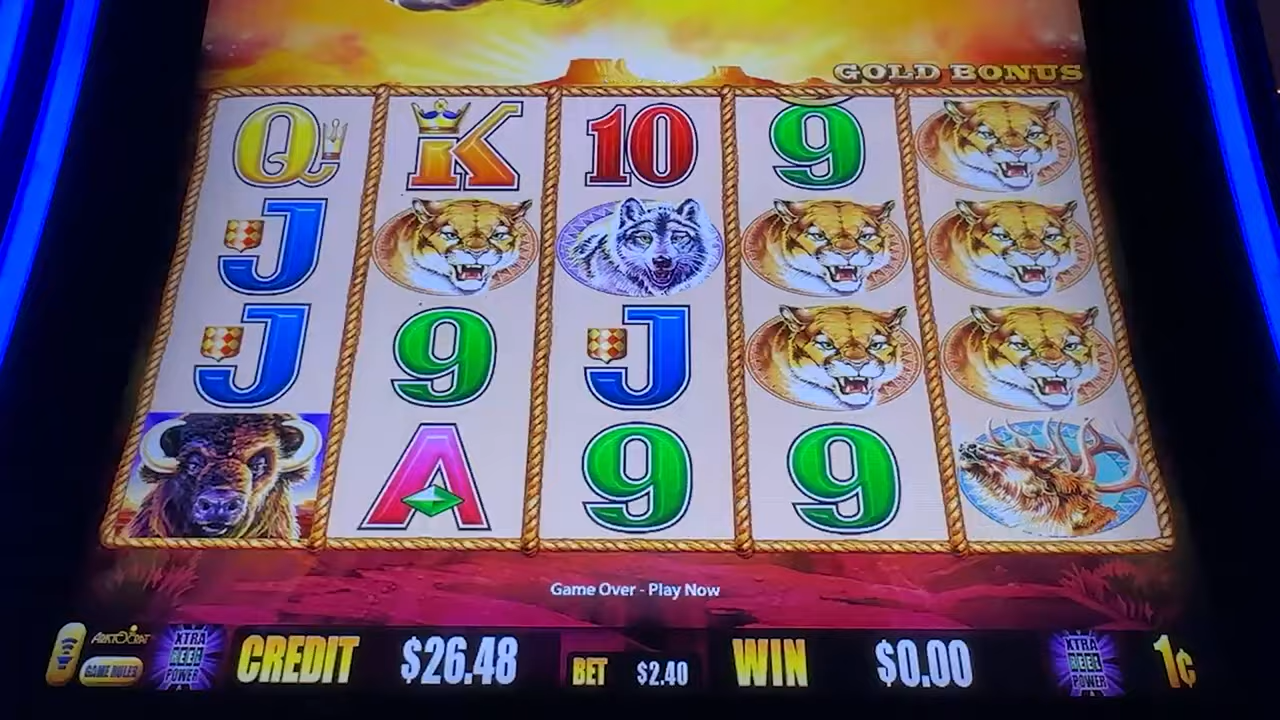 GOLD BONUS
Q K 10 9
J
J 9 J
A 9 9
Game Over - Play Now
ARISTOCRAT
GAME RULES
XTRA
REEL
POWER
CREDIT $26.48
BET $2.40
WIN $0.00
XTRA
REEL
POWER
1¢